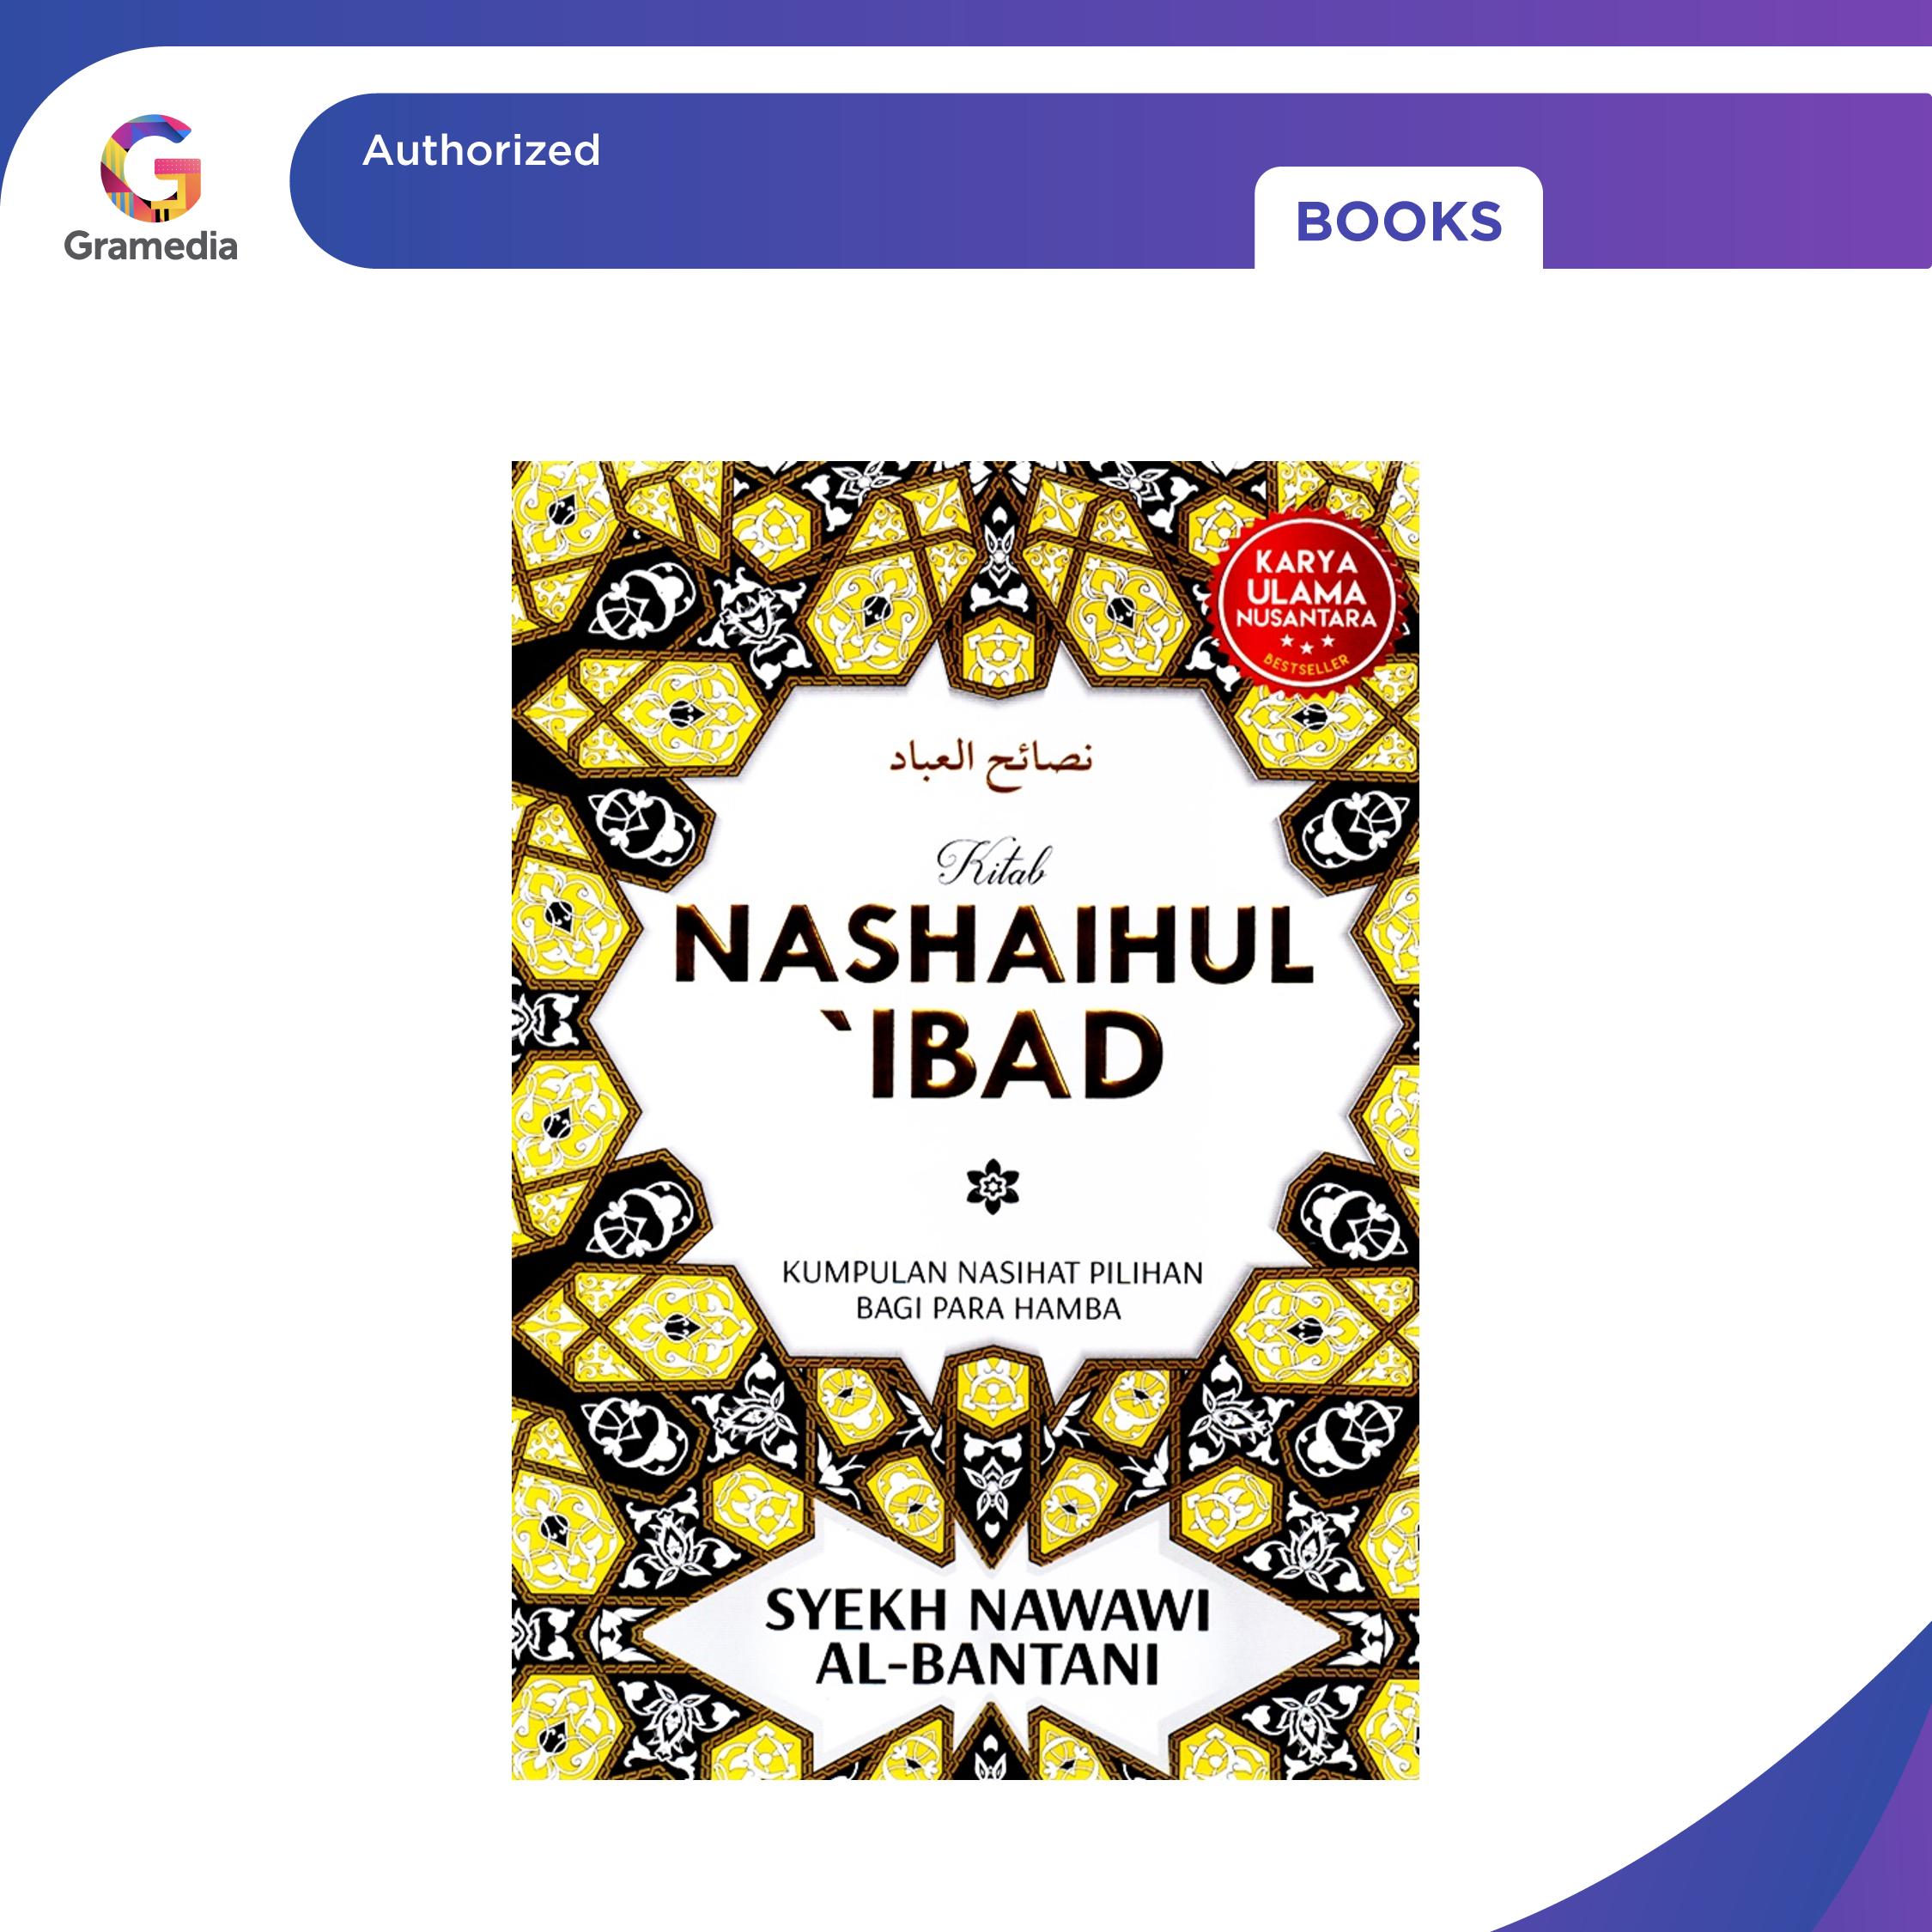 Gramedia
Authorized
BOOKS
KARYA
ULAMA
NUSANTARA
BESTSELLER
نصائح العباد
Kitab
NASHAIHUL
`IBAD
KUMPULAN NASIHAT PILIHAN
BAGI PARA HAMBA
SYEKH NAWAWI
AL-BANTANI